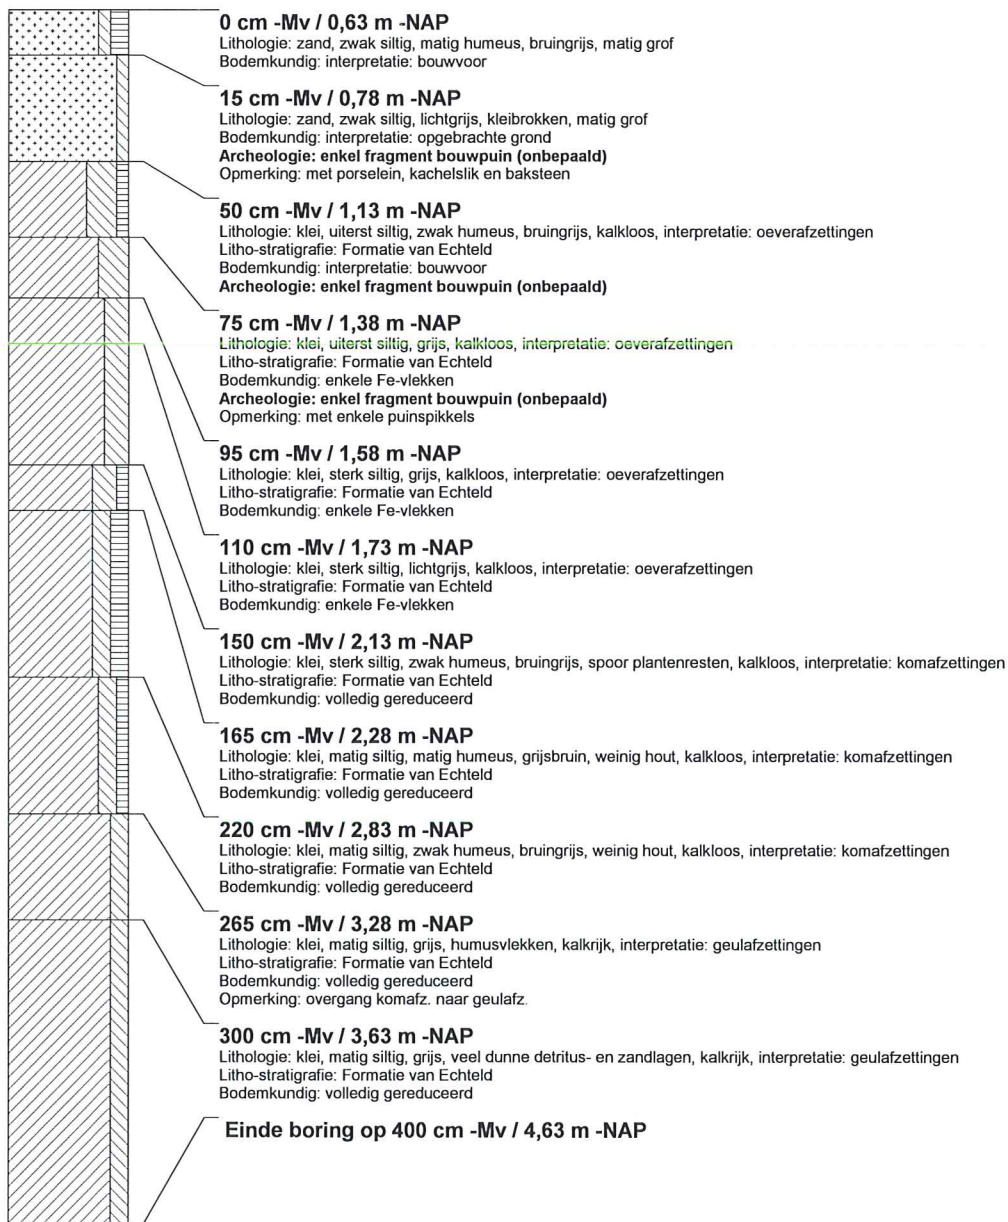 0 cm -Mv / 0,63 m -NAP
Lithologie: zand, zwak siltig, matig humeus, bruingrijs, matig grof
Bodemkundig: interpretatie: bouwvoor
15 cm -Mv / 0,78 m -NAP
Lithologie: zand, zwak siltig, lichtgrijs, kleibrokken, matig grof
Bodemkundig: interpretatie: opgebrachte grond
Archeologie: enkel fragment bouwpuin (onbepaald)
Opmerking: met porselein, kachelslik en baksteen
50 cm -Mv / 1,13 m -NAP
Lithologie: klei, uiterst siltig, zwak humeus, bruingrijs, kalkloos, interpretatie: oeverafzettingen
Litho-stratigrafie: Formatie van Echteld
Bodemkundig: interpretatie: bouwvoor
Archeologie: enkel fragment bouwpuin (onbepaald)
75 cm -Mv / 1,38 m -NAP
Lithologie: klei, uiterst siltig, grijs, kalkloos, interpretatie: oeverafzettingen
Litho-stratigrafie: Formatie van Echteld
Bodemkundig: enkele Fe-vlekken
Archeologie: enkel fragment bouwpuin (onbepaald)
Opmerking: met enkele puinspikkels
95 cm -Mv / 1,58 m -NAP
Lithologie: klei, sterk siltig, grijs, kalkloos, interpretatie: oeverafzettingen
Litho-stratigrafie: Formatie van Echteld
Bodemkundig: enkele Fe-vlekken
110 cm -Mv / 1,73 m -NAP
Lithologie: klei, sterk siltig, lichtgrijs, kalkloos, interpretatie: oeverafzettingen
Litho-stratigrafie: Formatie van Echteld
Bodemkundig: enkele Fe-vlekken
150 cm -Mv / 2,13 m -NAP
Lithologie: klei, sterk siltig, zwak humeus, bruingrijs, spoor plantenresten, kalkloos, interpretatie: komafzettingen
Litho-stratigrafie: Formatie van Echteld
Bodemkundig: volledig gereduceerd
165 cm -Mv / 2,28 m -NAP
Lithologie: klei, matig siltig, matig humeus, grijsbruin, weinig hout, kalkloos, interpretatie: komafzettingen
Litho-stratigrafie: Formatie van Echteld
Bodemkundig: volledig gereduceerd
220 cm -Mv / 2,83 m -NAP
Lithologie: klei, matig siltig, zwak humeus, bruingrijs, weinig hout, kalkloos, interpretatie: komafzettingen
Litho-stratigrafie: Formatie van Echteld
Bodemkundig: volledig gereduceerd
265 cm -Mv / 3,28 m -NAP
Lithologie: klei, matig siltig, grijs, humusvlekken, kalkrijk, interpretatie: geulafzettingen
Litho-stratigrafie: Formatie van Echteld
Bodemkundig: volledig gereduceerd
Opmerking: overgang komafz. naar geulafz.
300 cm -Mv / 3,63 m -NAP
Lithologie: klei, matig siltig, grijs, veel dunne detritus- en zandlagen, kalkrijk, interpretatie: geulafzettingen
Litho-stratigrafie: Formatie van Echteld
Bodemkundig: volledig gereduceerd
Einde boring op 400 cm -Mv / 4,63 m -NAP